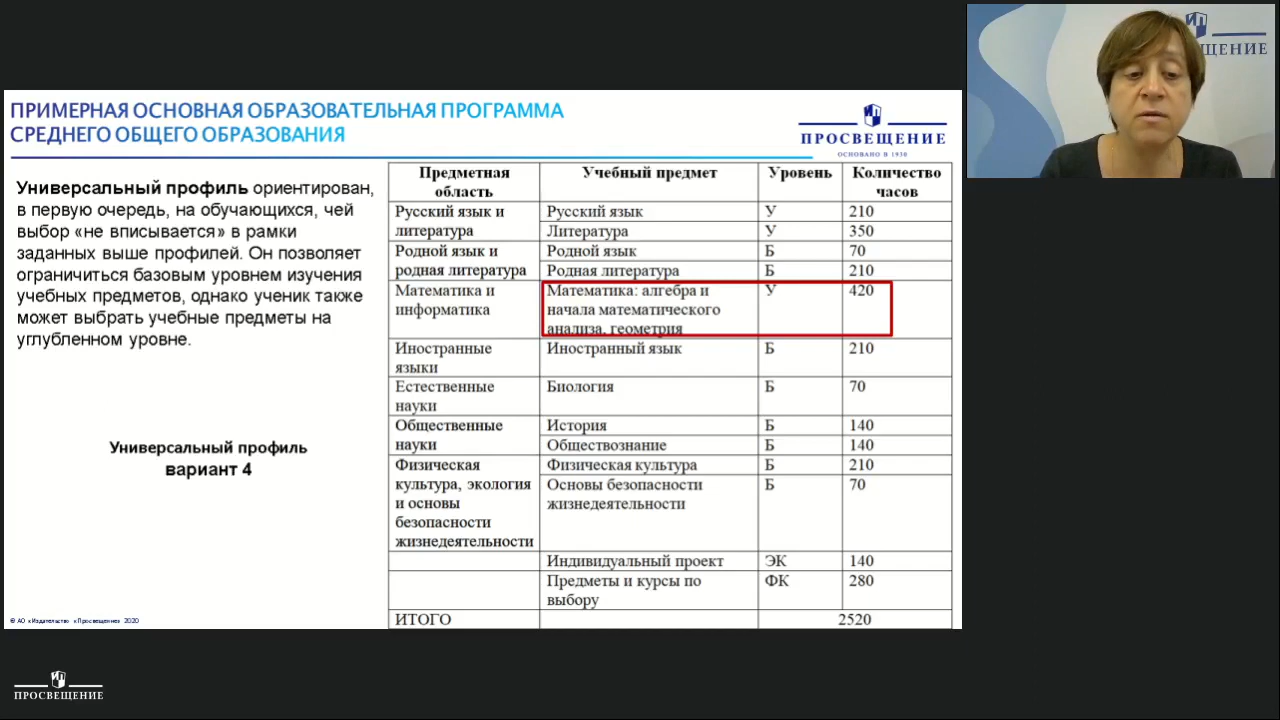 ПРИМЕРНАЯ ОСНОВНАЯ ОБРАЗОВАТЕЛЬНАЯ ПРОГРАММА
СРЕДНЕГО ОБЩЕГО ОБРАЗОВАНИЯ
ПРОСВЕЩЕНИЕ
ОСНОВАНО В 1930
Универсальный профиль ориентирован,
в первую очередь, на обучающихся, чей
выбор «не вписывается» в рамки
заданных выше профилей. Он позволяет
ограничиться базовым уровнем изучения
учебных предметов, однако ученик также
может выбрать учебные предметы на
углубленном уровне.
Универсальный профиль
вариант 4
Предметная область Учебный предмет Уровень Количество часов
Русский язык и литература Русский язык У 210
Литература У 350
Родной язык и родная литература Родной язык Б 70
Родная литература Б 210
Математика и информатика Математика: алгебра и начала математического анализа, геометрия У 420
Иностранные языки Иностранный язык Б 210
Естественные науки Биология Б 70
Общественные науки История Б 140
Обществознание Б 140
Физическая культура, экология и основы безопасности жизнедеятельности Физическая культура Б 210
Основы безопасности жизнедеятельности Б 70
Индивидуальный проект ЭК 140
Предметы и курсы по выбору ФК 280
ИТОГО 2520
© АО «Издательство «Просвещение» 2020
ПРОСВЕЩЕНИЕ
ЩЕНИЕ